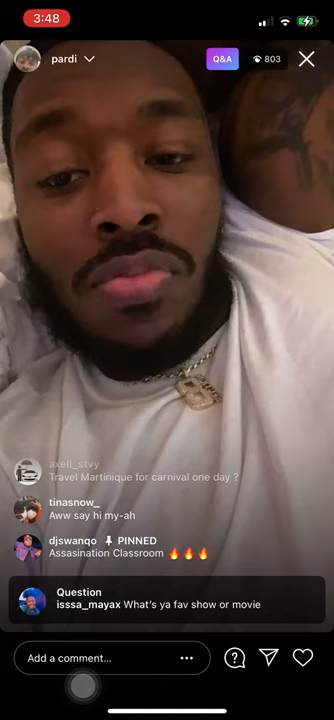 3:48
pardi
Q&A
803
axell_stvy
Travel Martinique for carnival one day ?
tinasnow_
Aww say hi my-ah
djswanqo PINNED
Assasination Classroom 🔥🔥🔥
Question
isssa_mayax What's ya fav show or movie
Add a comment...